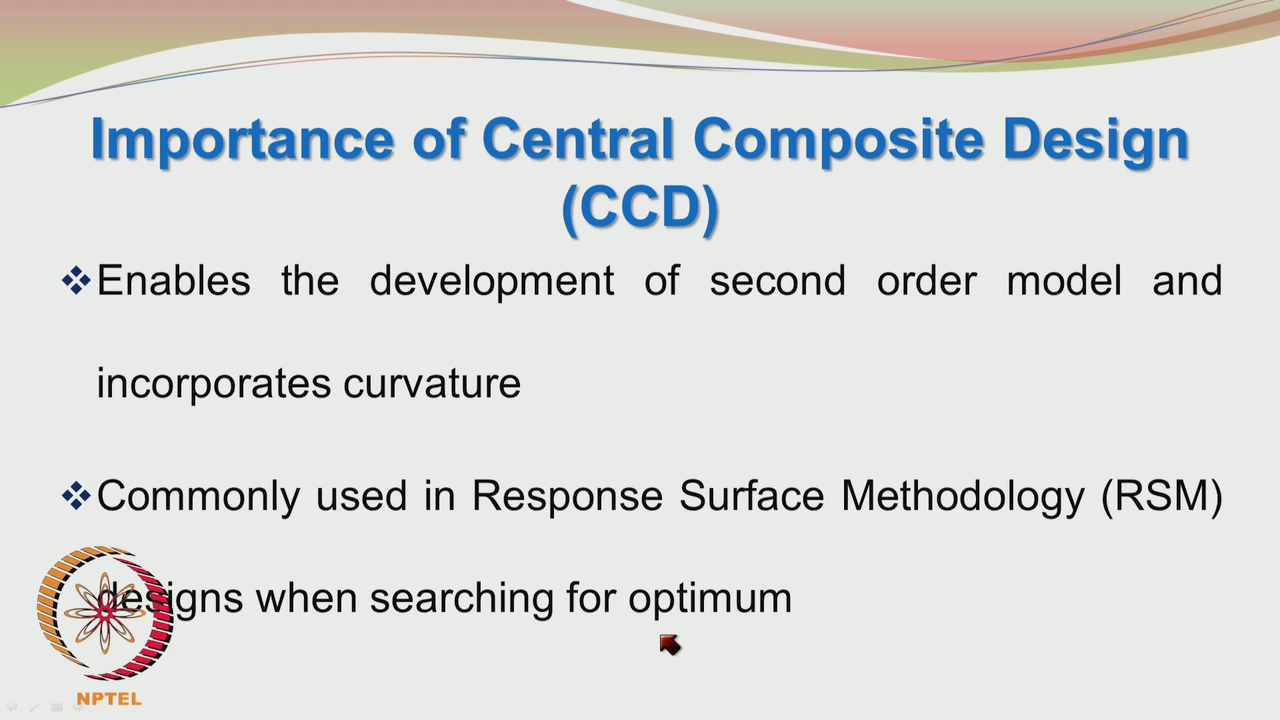 Importance of Central Composite Design
(CCD)
❖Enables the development of second order model and
incorporates curvature
❖Commonly used in Response Surface Methodology (RSM)
designs when searching for optimum
NPTEL